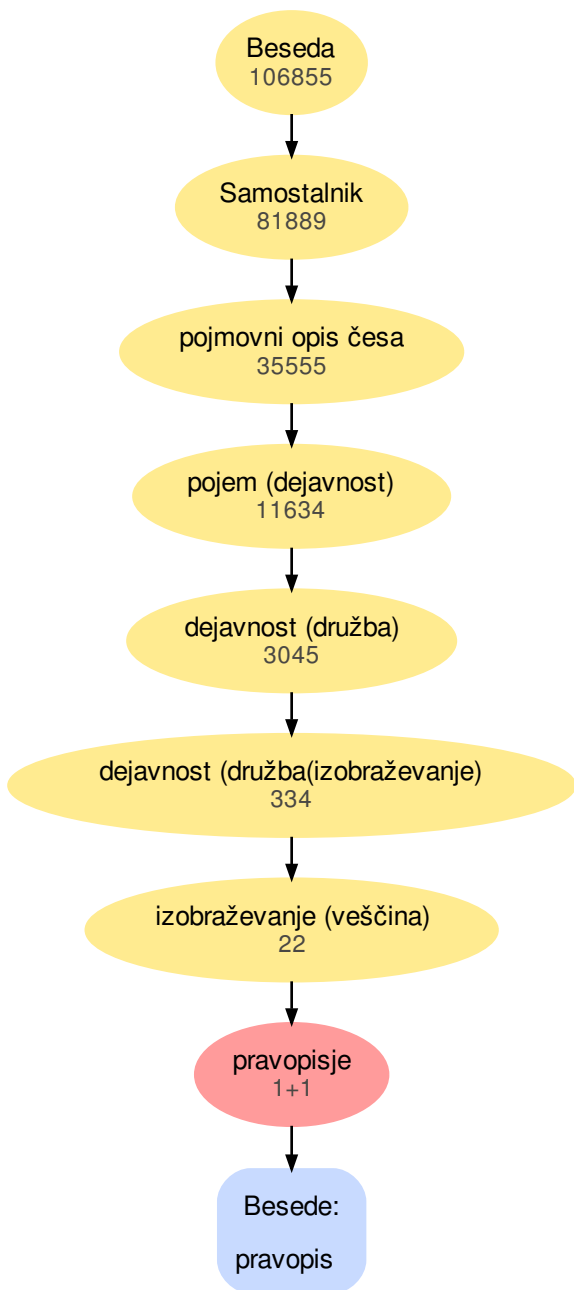 Beseda
106855
Samostalnik
81889
pojmovni opis česa
35555
pojem (dejavnost)
11634
dejavnost (družba)
3045
dejavnost (družba(izobraževanje)
334
izobraževanje (veščina)
22
pravopisje
1+1
Besede:
pravopis